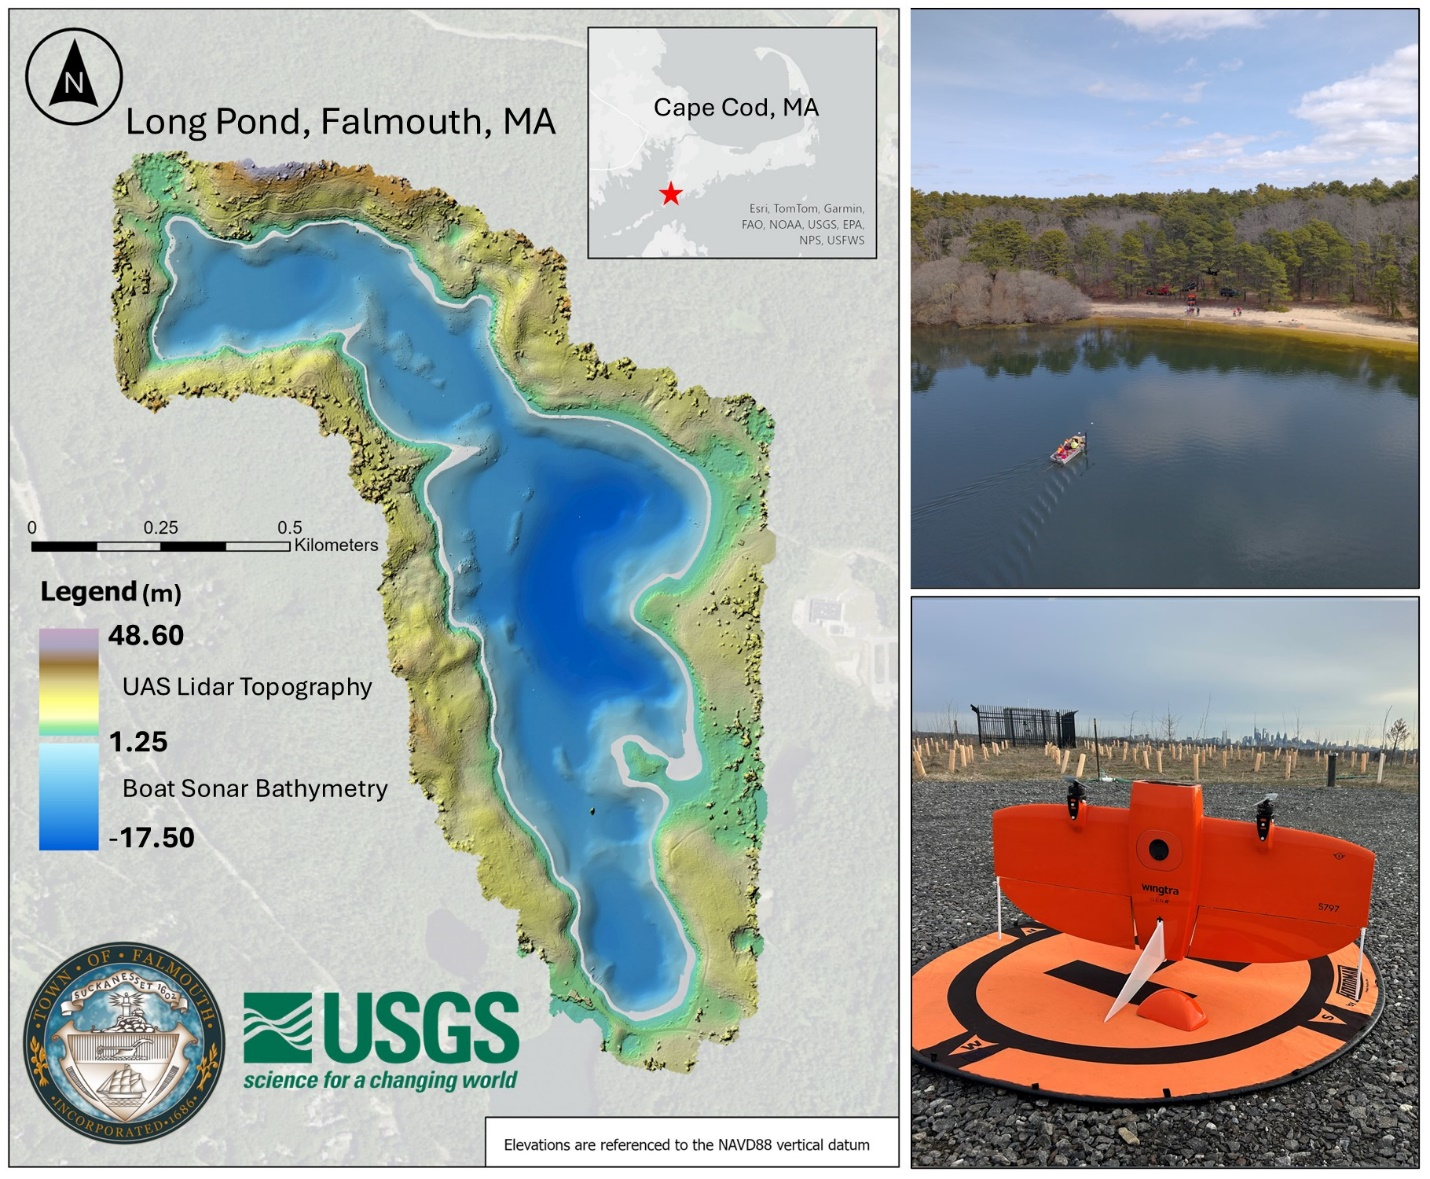 N
Long Pond, Falmouth, MA
Cape Cod, MA
Esri, TomTom, Garmin,
FAO, NOAA, USGS, EPA,
NPS, USFWS
0 0.25 0.5
Kilometers
Legend (m)
48.60
UAS Lidar Topography
1.25
Boat Sonar Bathymetry
-17.50
TOWN · OF · FALMOUTH
SUCKANESSET 1602
·INCORPORATED·1686·
USGS
science for a changing world
Elevations are referenced to the NAVD88 vertical datum
wingtra
5797
N
W
S